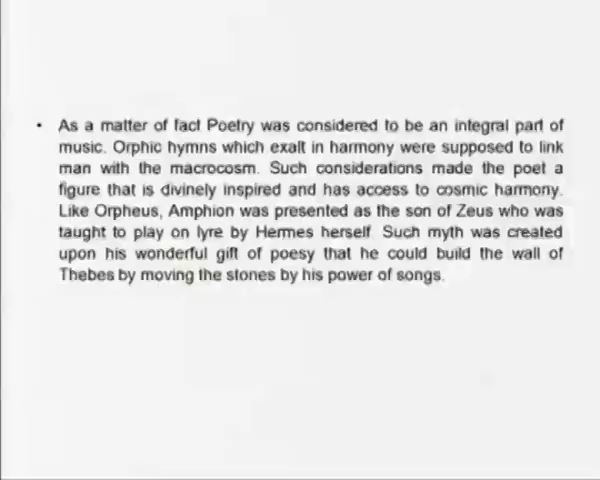 • As a matter of fact Poetry was considered to be an integral part of
music. Orphic hymns which exalt in harmony were supposed to link
man with the macrocosm. Such considerations made the poet a
figure that is divinely inspired and has access to cosmic harmony.
Like Orpheus, Amphion was presented as the son of Zeus who was
taught to play on lyre by Hermes herself. Such myth was created
upon his wonderful gift of poesy that he could build the wall of
Thebes by moving the stones by his power of songs.